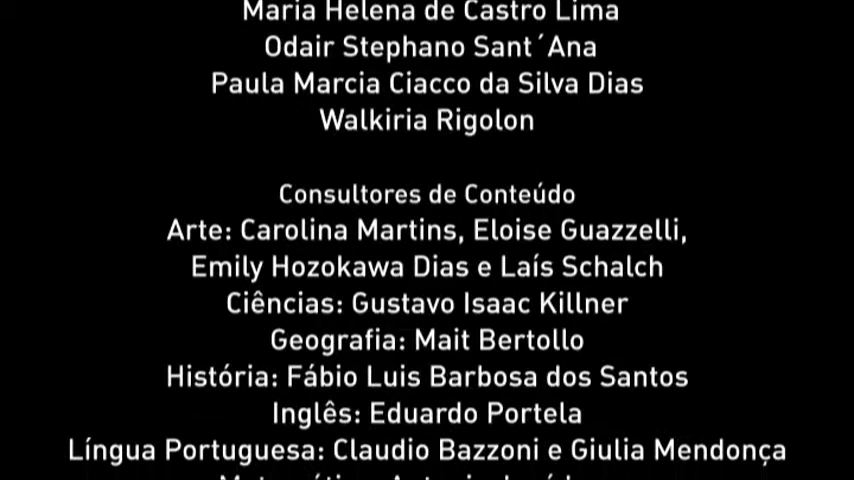 Maria Helena de Castro Lima
Odair Stephano Sant´Ana
Paula Marcia Ciacco da Silva Dias
Walkiria Rigolon
Consultores de Conteúdo
Arte: Carolina Martins, Eloise Guazzelli,
Emily Hozokawa Dias e Laís Schalch
Ciências: Gustavo Isaac Killner
Geografia: Mait Bertollo
História: Fábio Luis Barbosa dos Santos
Inglês: Eduardo Portela
Língua Portuguesa: Claudio Bazzoni e Giulia Mendonça